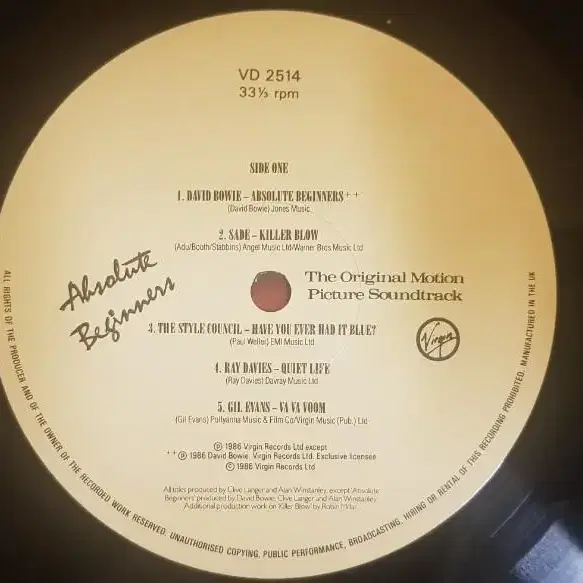 VD 2514
33⅓ rpm
SIDE ONE
1. DAVID BOWIE – ABSOLUTE BEGINNERS + +
(David Bowie) Jones Music.
2. SADE – KILLER BLOW
(Adu/Booth/Stabbins) Angel Music Ltd/Warner Bros Music Ltd
Absolute
Beginners
The Original Motion
Picture Soundtrack
3. THE STYLE COUNCIL – HAVE YOU EVER HAD IT BLUE?
(Paul Weller) EMI Music Ltd
Virgin
4. RAY DAVIES – QUIET LIFE
(Ray Davies) Davray Music Ltd
5. GIL EVANS – VA VA VOOM
(Gil Evans) Pollyanna Music & Film Co/Virgin Music (Pub.) Ltd
℗ 1986 Virgin Records Ltd except
+ + ℗ 1986 David Bowie. Virgin Records Ltd. Exclusive licensee
© 1986 Virgin Records Ltd
All titles produced by Clive Langer and Alan Winstanley, except 'Absolute
Beginners' produced by David Bowie, Clive Langer and Alan Winstanley
Additional production work on 'Killer Blow' by Robin Millar
ALL RIGHTS OF THE PRODUCER AND OF THE OWNER OF THE RECORDED WORK RESERVED. UNAUTHORISED COPYING, PUBLIC PERFORMANCE, BROADCASTING, HIRING OR RENTAL OF THIS RECORDING PROHIBITED. MANUFACTURED IN THE UK